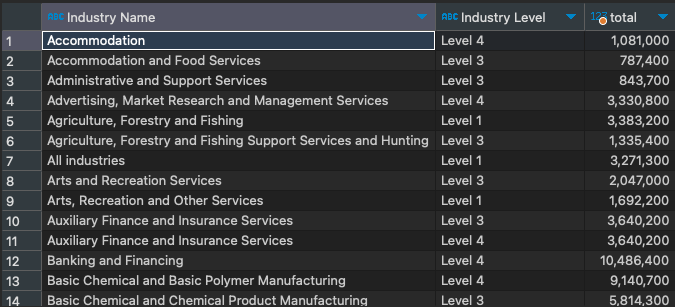 ABC Industry Name ABC Industry Level 123 total
1 Accommodation Level 4 1,081,000
2 Accommodation and Food Services Level 3 787,400
3 Administrative and Support Services Level 3 843,700
4 Advertising, Market Research and Management Services Level 4 3,330,800
5 Agriculture, Forestry and Fishing Level 1 3,383,200
6 Agriculture, Forestry and Fishing Support Services and Hunting Level 3 1,335,400
7 All industries Level 1 3,271,300
8 Arts and Recreation Services Level 3 2,047,000
9 Arts, Recreation and Other Services Level 1 1,692,200
10 Auxiliary Finance and Insurance Services Level 3 3,640,200
11 Auxiliary Finance and Insurance Services Level 4 3,640,200
12 Banking and Financing Level 4 10,486,400
13 Basic Chemical and Basic Polymer Manufacturing Level 4 9,140,700
14 Basic Chemical and Chemical Product Manufacturing Level 3 5,814,300